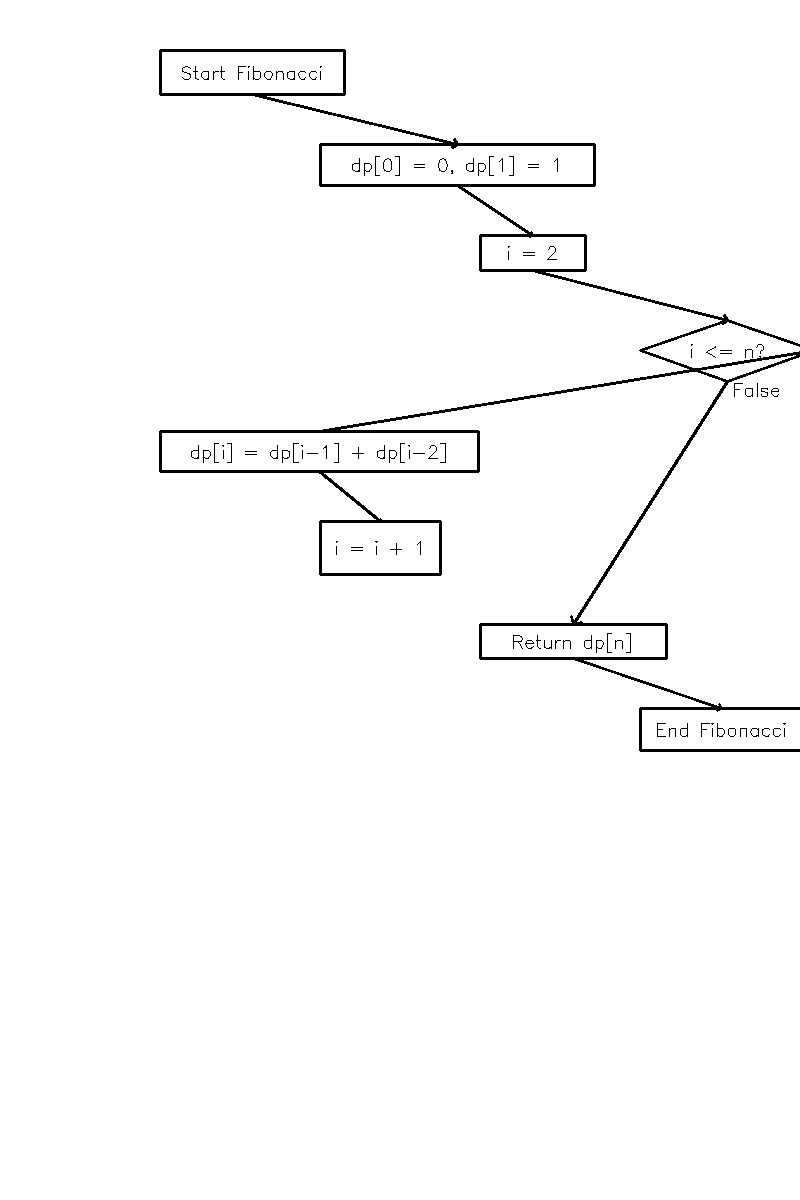 Start Fibonacci
dp[0] = 0, dp[1] = 1
i = 2
i <= n?
False
dp[i] = dp[i-1] + dp[i-2]
i = i + 1
Return dp[n]
End Fibonacci